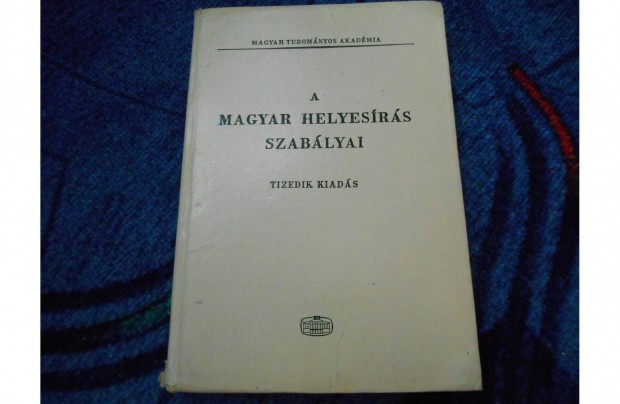 MAGYAR TUDOMÁNYOS AKADÉMIA
A
MAGYAR HELYESÍRÁS
SZABÁLYAI
TIZEDIK KIADÁS